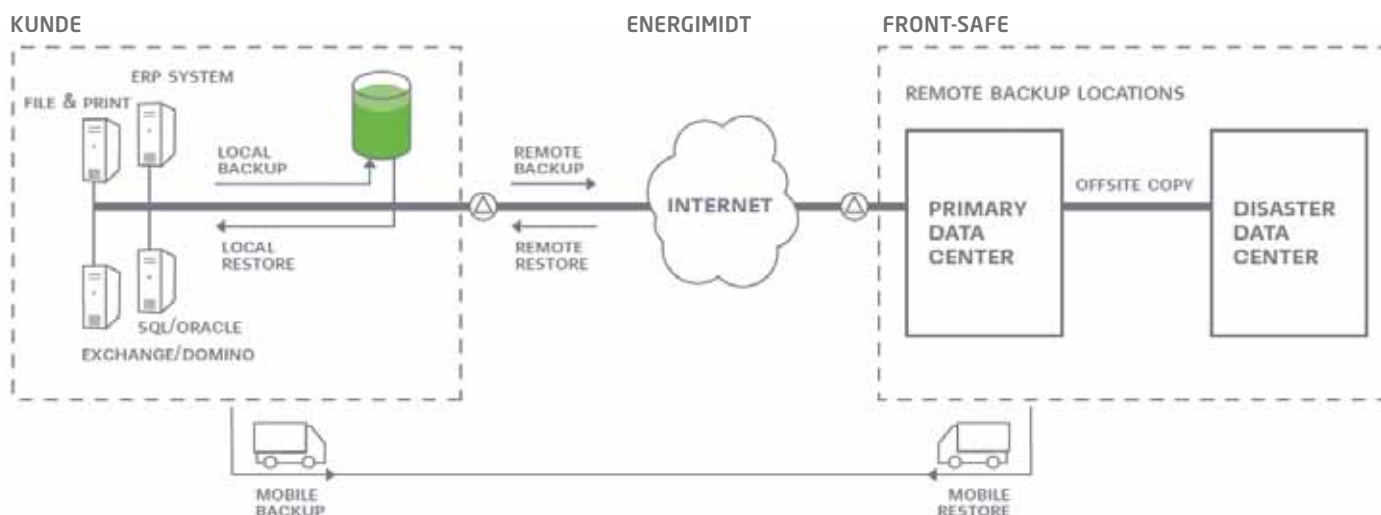 KUNDE
ENERGIMIDT
FRONT-SAFE
ERP SYSTEM
FILE & PRINT
LOCAL
BACKUP
LOCAL
RESTORE
SQL/ORACLE
EXCHANGE/DOMINO
REMOTE
BACKUP
REMOTE
RESTORE
INTERNET
REMOTE BACKUP LOCATIONS
PRIMARY
DATA
CENTER
OFFSITE COPY
DISASTER
DATA
CENTER
MOBILE
BACKUP
MOBILE
RESTORE